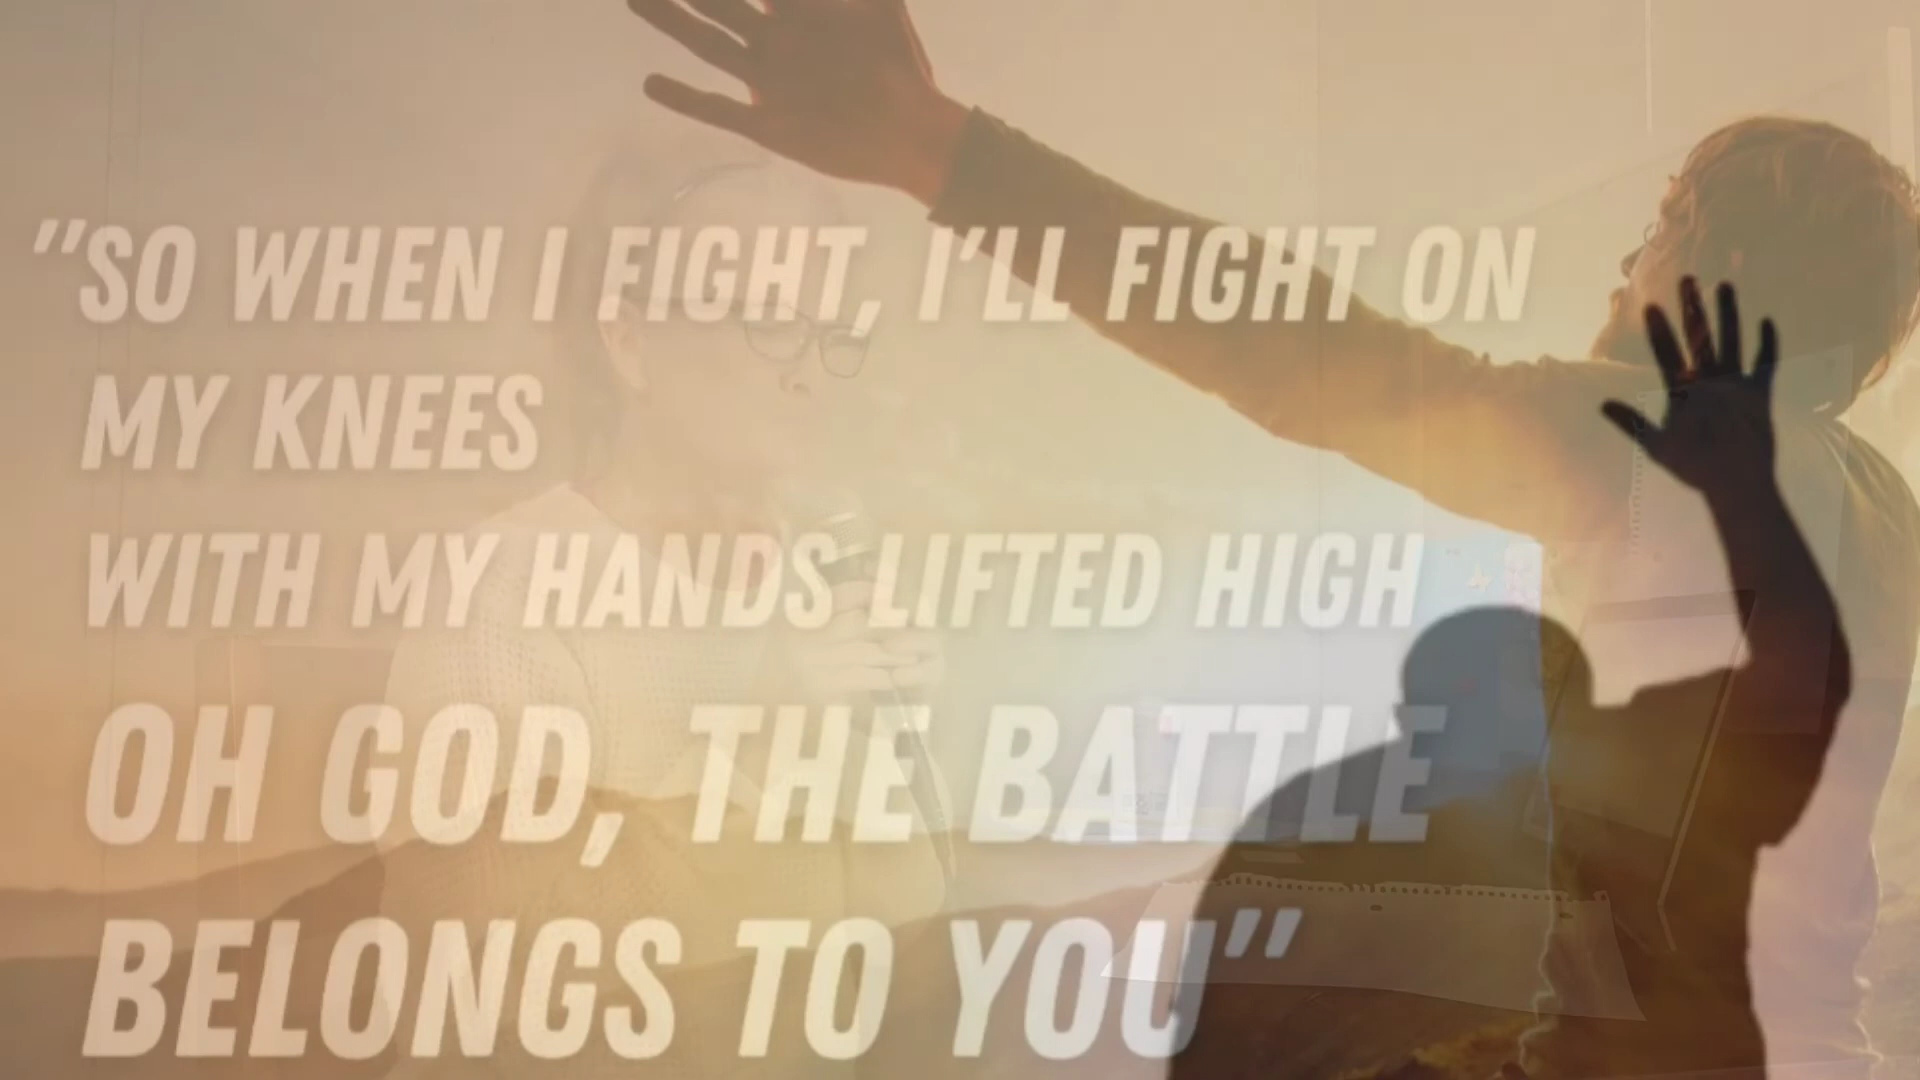 "SO WHEN I FIGHT, I'LL FIGHT ON
MY KNEES
WITH MY HANDS LIFTED HIGH
OH GOD, THE BATTLE
BELONGS TO YOU"